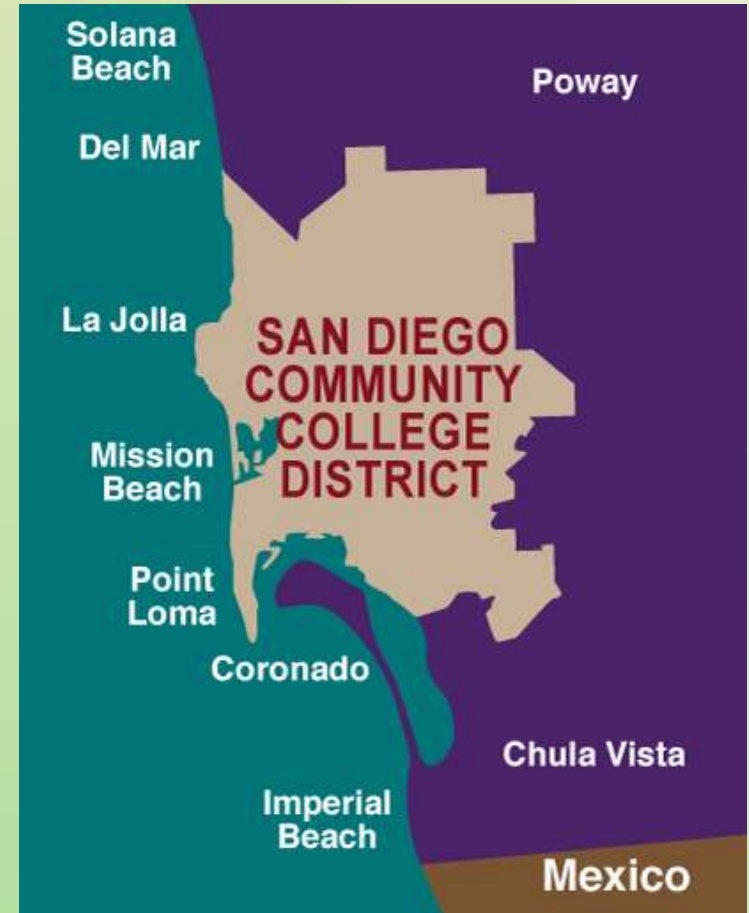 Solana
Beach
Poway
Del Mar
La Jolla
SAN DIEGO
COMMUNITY
COLLEGE
DISTRICT
Mission
Beach
Point
Loma
Coronado
Chula Vista
Imperial
Beach
Mexico